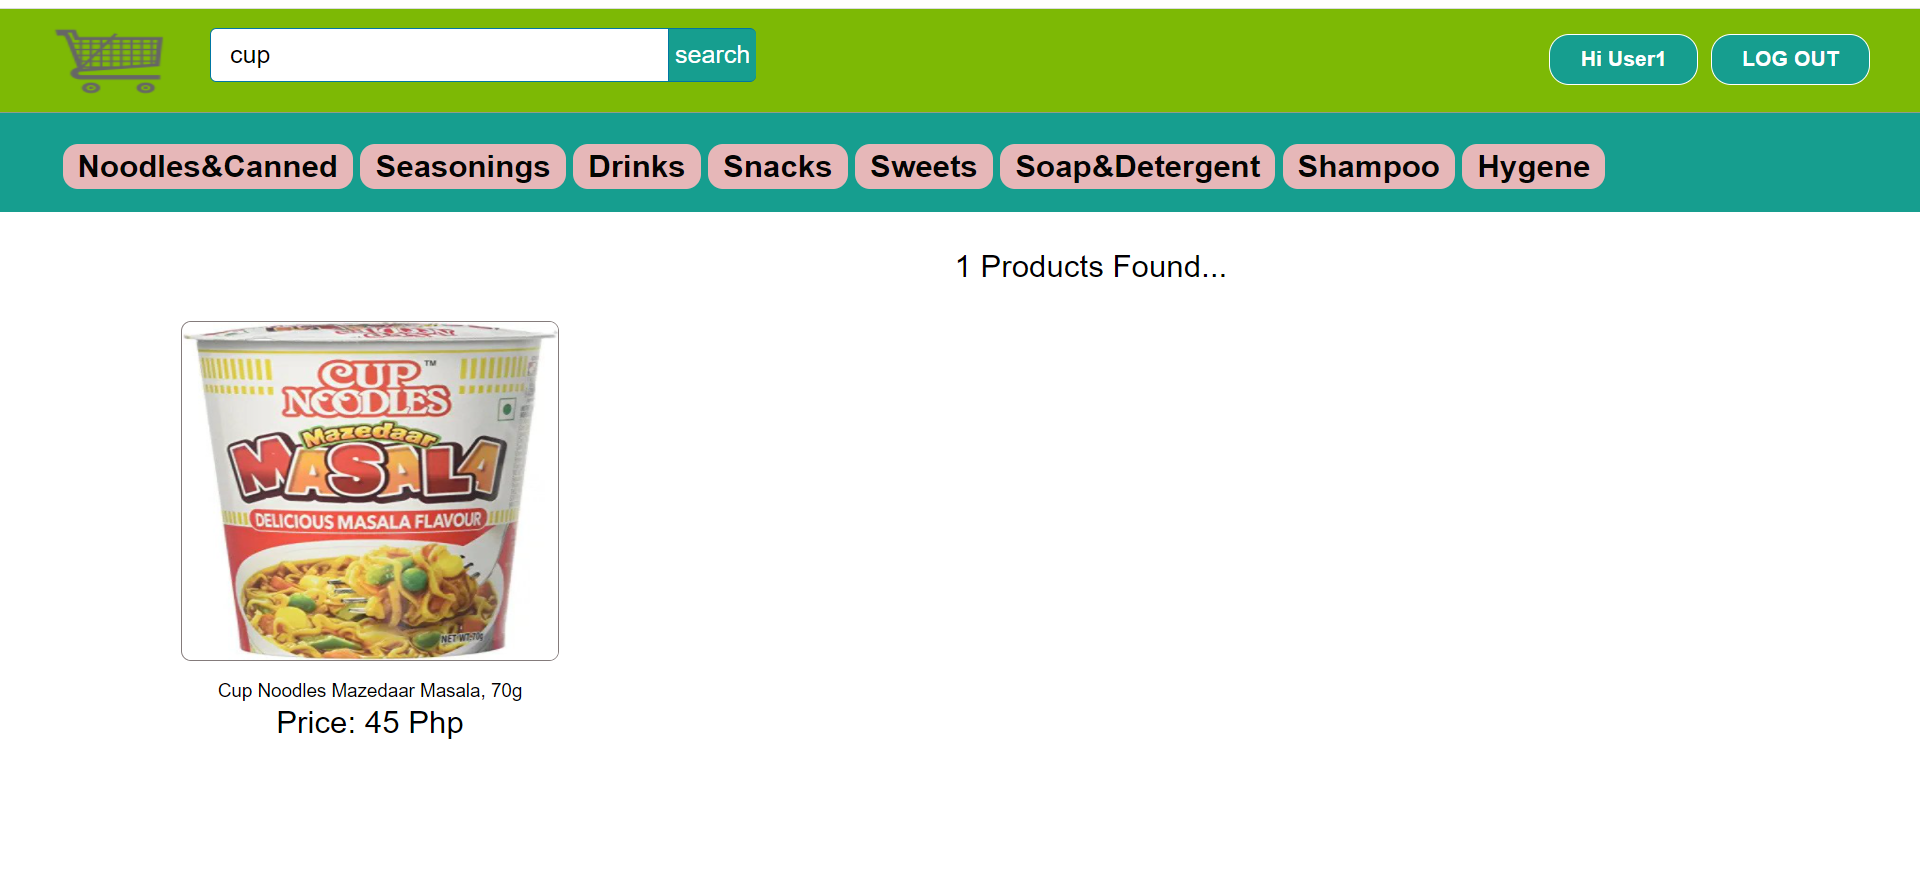 cup search Hi User1 LOG OUT
Noodles&Canned Seasonings Drinks Snacks Sweets Soap&Detergent Shampoo Hygene
1 Products Found...
CUP™
NOODLES
Mazedaar
MASALA
DELICIOUS MASALA FLAVOUR
NET WT.70g
Cup Noodles Mazedaar Masala, 70g
Price: 45 Php